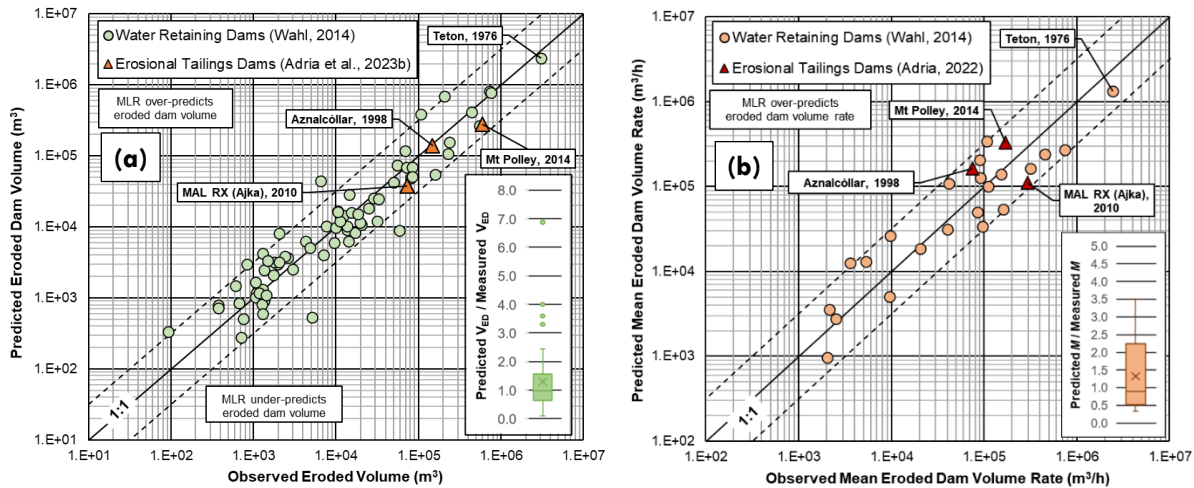 1.E+07
1.E+06
1.E+05
1.E+04
1.E+03
1.E+02
1.E+01
Predicted Eroded Dam Volume (m³)
Water Retaining Dams (Wahl, 2014)
Erosional Tailings Dams (Adria et al., 2023b)
Teton, 1976
MLR over-predicts
eroded dam volume
(a)
Aznalcóllar, 1998
Mt Polley, 2014
MAL RX (Ajka), 2010
8.0
7.0
6.0
5.0
4.0
3.0
2.0
1.0
0.0
Predicted V_ED / Measured V_ED
MLR under-predicts
eroded dam volume
1:1
1.E+01 1.E+02 1.E+03 1.E+04 1.E+05 1.E+06 1.E+07
Observed Eroded Volume (m³)
1.E+07
1.E+06
1.E+05
1.E+04
1.E+03
1.E+02
Predicted Mean Eroded Dam Volume Rate (m³/h)
Water Retaining Dams (Wahl, 2014)
Erosional Tailings Dams (Adria, 2022)
Teton, 1976
MLR over-predicts
eroded dam volume rate
Mt Polley, 2014
(b)
Aznalcóllar, 1998
MAL RX (Ajka),
2010
5.0
4.5
4.0
3.5
3.0
2.5
2.0
1.5
1.0
0.5
0.0
Predicted M / Measured M
1:1
1.E+02 1.E+03 1.E+04 1.E+05 1.E+06 1.E+07
Observed Mean Eroded Dam Volume Rate (m³/h)